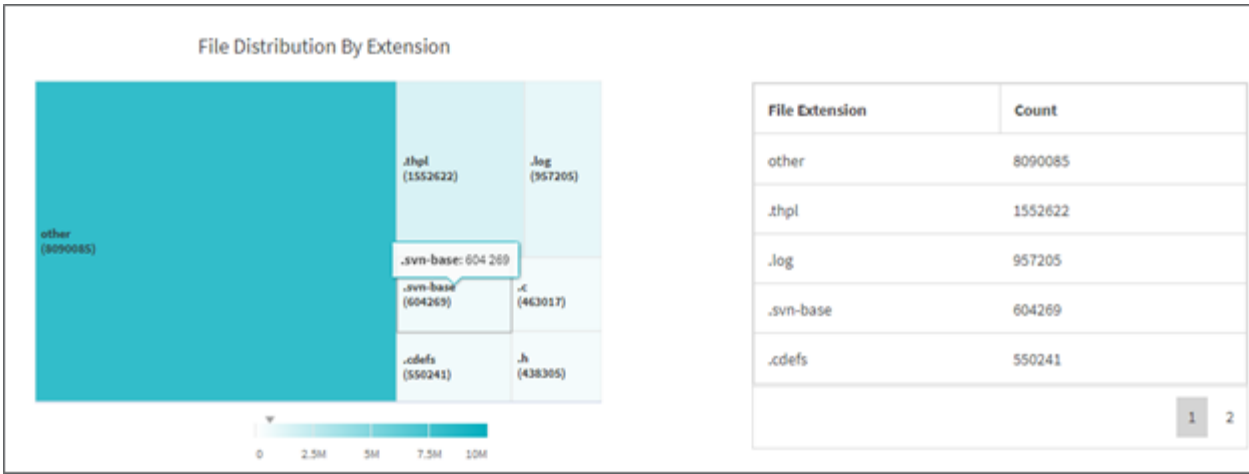 File Distribution By Extension
other
(8090085)
.thpl
(1552622)
.log
(957205)
.svn-base: 604 269
.svn-base
(604269)
.c
(463017)
.cdefs
(550241)
.h
(438305)
0 2.5M 5M 7.5M 10M
File Extension Count
other 8090085
.thpl 1552622
.log 957205
.svn-base 604269
.cdefs 550241
1 2